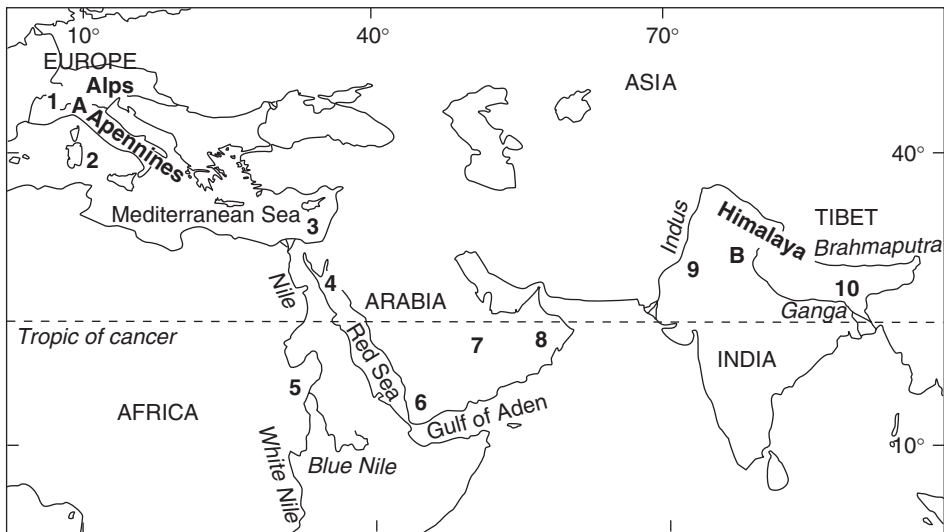 10° 40° 70°
EUROPE
ASIA
Alps
1 A
Apennines
2
40°
Mediterranean Sea 3
Indus
Himalaya
TIBET
Brahmaputra
B
9
10
4
Nile
ARABIA
Ganga
Tropic of cancer
Red Sea
7 8
INDIA
5
6
AFRICA
Gulf of Aden
10°
White Nile
Blue Nile